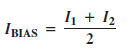 I_BIAS = (I_1 + I_2) / 2